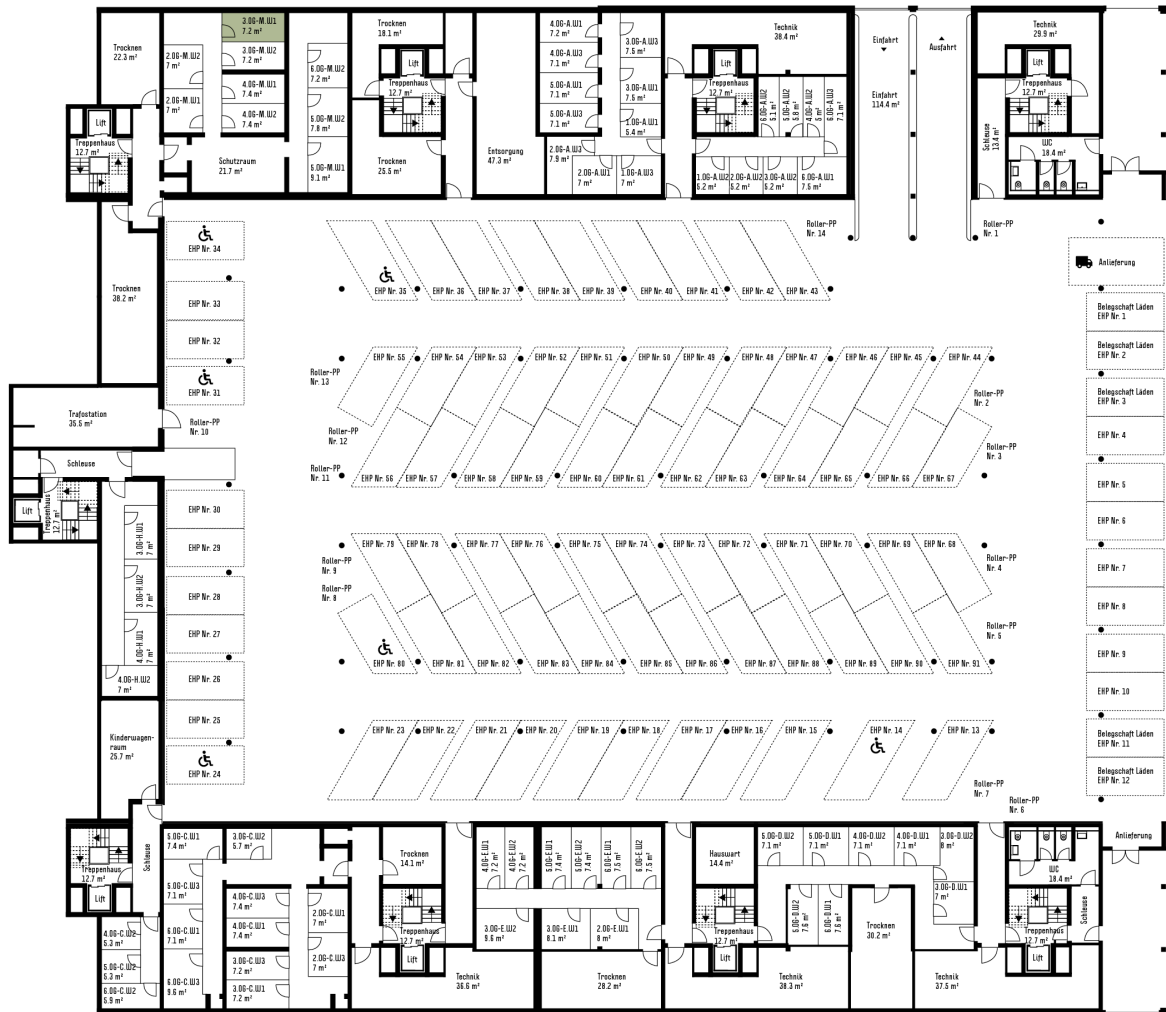 Trocknen
22.3 m²
2.OG-M.W2
7 m²
2.OG-M.W1
7 m²
3.OG-M.W1
7.2 m²
3.OG-M.W2
7.2 m²
4.OG-M.W1
7.4 m²
4.OG-M.W2
7.4 m²
6.OG-M.W2
7.2 m²
5.OG-M.W2
7.8 m²
5.OG-M.W1
9.1 m²
Schutzraum
21.7 m²
Lift
Treppenhaus
12.7 m²
Trocknen
18.1 m²
Lift
Treppenhaus
12.7 m²
Trocknen
25.5 m²
Entsorgung
47.3 m²
4.OG-A.W1
7.2 m²
4.OG-A.W3
7.1 m²
5.OG-A.W1
7.1 m²
5.OG-A.W3
7.1 m²
3.OG-A.W3
7.5 m²
3.OG-A.W1
7.5 m²
1.OG-A.W1
5.4 m²
2.OG-A.W3
7.9 m²
2.OG-A.W1
7 m²
1.OG-A.W3
7 m²
Technik
38.4 m²
Lift
Treppenhaus
12.7 m²
6.OG-A.W2
5.1 m²
5.OG-A.W2
5.8 m²
4.OG-A.W2
5 m²
6.OG-A.W3
7.1 m²
1.OG-A.W2
5.2 m²
2.OG-A.W2
5.2 m²
3.OG-A.W2
5.2 m²
6.OG-A.W1
7.5 m²
Einfahrt
Ausfahrt
Einfahrt
114.4 m²
Technik
29.9 m²
Lift
Treppenhaus
12.7 m²
Schleuse
13.4 m²
WC
18.4 m²
Roller-PP
Nr. 14
Roller-PP
Nr. 1
Anlieferung
EHP Nr. 34
EHP Nr. 33
EHP Nr. 32
EHP Nr. 31
Trocknen
38.2 m²
Trafostation
35.5 m²
Roller-PP
Nr. 10
Schleuse
Lift
Treppenhaus
12.7 m²
EHP Nr. 35
EHP Nr. 36
EHP Nr. 37
EHP Nr. 38
EHP Nr. 39
EHP Nr. 40
EHP Nr. 41
EHP Nr. 42
EHP Nr. 43
EHP Nr. 55
EHP Nr. 54
EHP Nr. 53
EHP Nr. 52
EHP Nr. 51
EHP Nr. 50
EHP Nr. 49
EHP Nr. 48
EHP Nr. 47
EHP Nr. 46
EHP Nr. 45
EHP Nr. 44
Roller-PP
Nr. 13
Roller-PP
Nr. 2
Roller-PP
Nr. 12
Roller-PP
Nr. 3
Roller-PP
Nr. 11
EHP Nr. 56
EHP Nr. 57
EHP Nr. 58
EHP Nr. 59
EHP Nr. 60
EHP Nr. 61
EHP Nr. 62
EHP Nr. 63
EHP Nr. 64
EHP Nr. 65
EHP Nr. 66
EHP Nr. 67
Belegschaft Läden
EHP Nr. 1
Belegschaft Läden
EHP Nr. 2
Belegschaft Läden
EHP Nr. 3
EHP Nr. 4
EHP Nr. 5
EHP Nr. 6
EHP Nr. 7
EHP Nr. 8
EHP Nr. 9
EHP Nr. 10
Belegschaft Läden
EHP Nr. 11
Belegschaft Läden
EHP Nr. 12
3.OG-H.W1
7 m²
3.OG-H.W2
7 m²
4.OG-H.W1
7 m²
4.OG-H.W2
7 m²
EHP Nr. 30
EHP Nr. 29
EHP Nr. 28
EHP Nr. 27
EHP Nr. 26
EHP Nr. 25
EHP Nr. 24
Kinderwagen-
raum
25.7 m²
EHP Nr. 79
EHP Nr. 78
EHP Nr. 77
EHP Nr. 76
EHP Nr. 75
EHP Nr. 74
EHP Nr. 73
EHP Nr. 72
EHP Nr. 71
EHP Nr. 70
EHP Nr. 69
EHP Nr. 68
Roller-PP
Nr. 9
Roller-PP
Nr. 4
Roller-PP
Nr. 8
Roller-PP
Nr. 5
EHP Nr. 80
EHP Nr. 81
EHP Nr. 82
EHP Nr. 83
EHP Nr. 84
EHP Nr. 85
EHP Nr. 86
EHP Nr. 87
EHP Nr. 88
EHP Nr. 89
EHP Nr. 90
EHP Nr. 91
EHP Nr. 23
EHP Nr. 22
EHP Nr. 21
EHP Nr. 20
EHP Nr. 19
EHP Nr. 18
EHP Nr. 17
EHP Nr. 16
EHP Nr. 15
EHP Nr. 14
EHP Nr. 13
Roller-PP
Nr. 7
Roller-PP
Nr. 6
Treppenhaus
12.7 m²
Lift
Schleuse
5.OG-C.W1
7.4 m²
3.OG-C.W2
5.7 m²
5.OG-C.W3
7.1 m²
4.OG-C.W3
7.4 m²
6.OG-C.W1
7.1 m²
4.OG-C.W1
7.4 m²
2.OG-C.W1
7 m²
4.OG-C.W2
5.3 m²
5.OG-C.W2
5.3 m²
6.OG-C.W2
5.9 m²
6.OG-C.W3
9.6 m²
3.OG-C.W3
7.2 m²
3.OG-C.W1
7.2 m²
2.OG-C.W3
7 m²
Trocknen
14.1 m²
Treppenhaus
12.7 m²
Lift
4.OG-E.W1
7.2 m²
4.OG-E.W2
7.2 m²
5.OG-E.W1
7.4 m²
5.OG-E.W2
7.4 m²
6.OG-E.W1
7.5 m²
6.OG-E.W2
7.5 m²
3.OG-E.W2
9.6 m²
3.OG-E.W1
8.1 m²
2.OG-E.W1
8 m²
Technik
36.6 m²
Trocknen
28.2 m²
Hauswart
14.4 m²
Treppenhaus
12.7 m²
Lift
5.OG-D.W2
7.1 m²
5.OG-D.W1
7.1 m²
4.OG-D.W2
7.1 m²
4.OG-D.W1
7.1 m²
3.OG-D.W2
8 m²
3.OG-D.W1
7 m²
6.OG-D.W2
7.6 m²
6.OG-D.W1
7.6 m²
Trocknen
30.2 m²
Technik
38.3 m²
Technik
37.5 m²
WC
18.4 m²
Schleuse
Treppenhaus
12.7 m²
Lift
Anlieferung